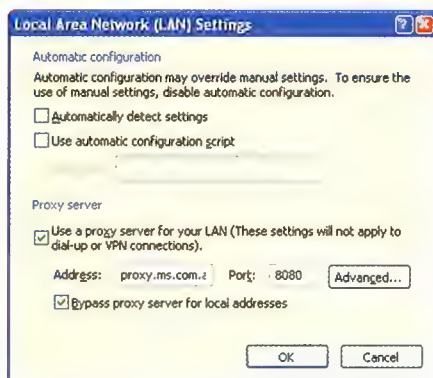 Local Area Network (LAN) Settings
Automatic configuration
Automatic configuration may override manual settings. To ensure the
use of manual settings, disable automatic configuration.
Automatically detect settings
Use automatic configuration script
Proxy server
Use a proxy server for your LAN (These settings will not apply to
dial-up or VPN connections).
Address: proxy.ms.com.a Port: 8080 Advanced...
Bypass proxy server for local addresses
OK Cancel